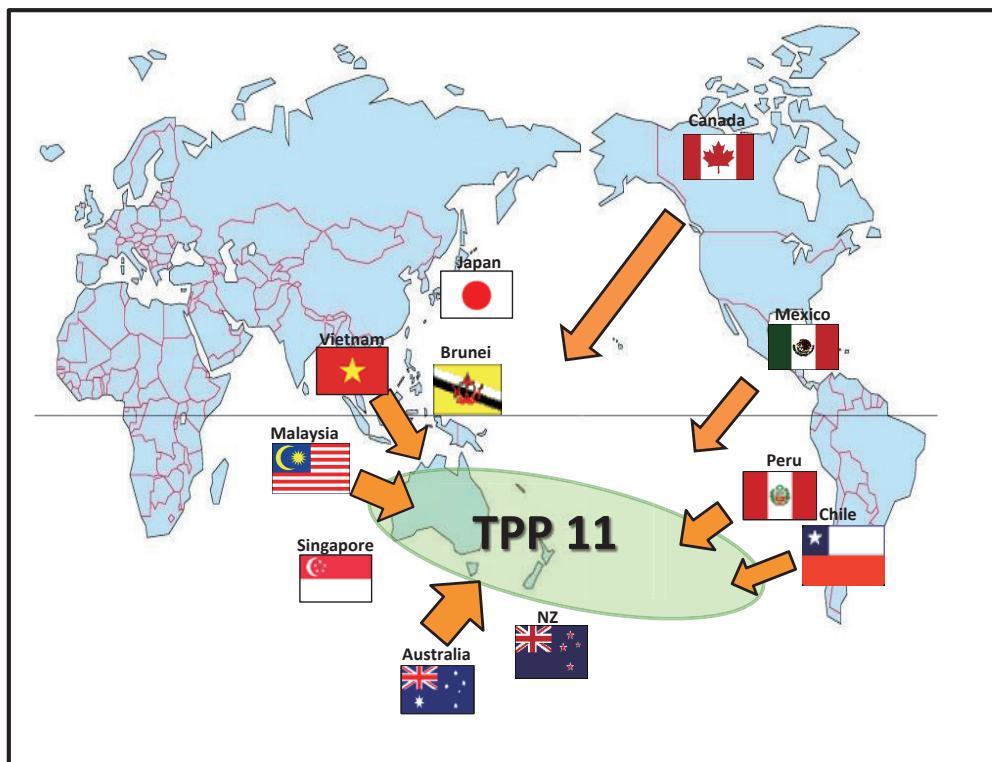 Canada
Japan
Mexico
Vietnam
Brunei
Malaysia
Peru
Chile
TPP 11
Singapore
NZ
Australia